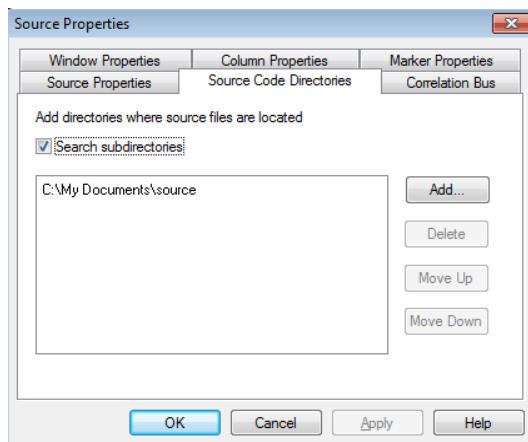 Source Properties
Window Properties Column Properties Marker Properties
Source Properties Source Code Directories Correlation Bus
Add directories where source files are located
Search subdirectories
C:\My Documents\source
Add...
Delete
Move Up
Move Down
OK Cancel Apply Help